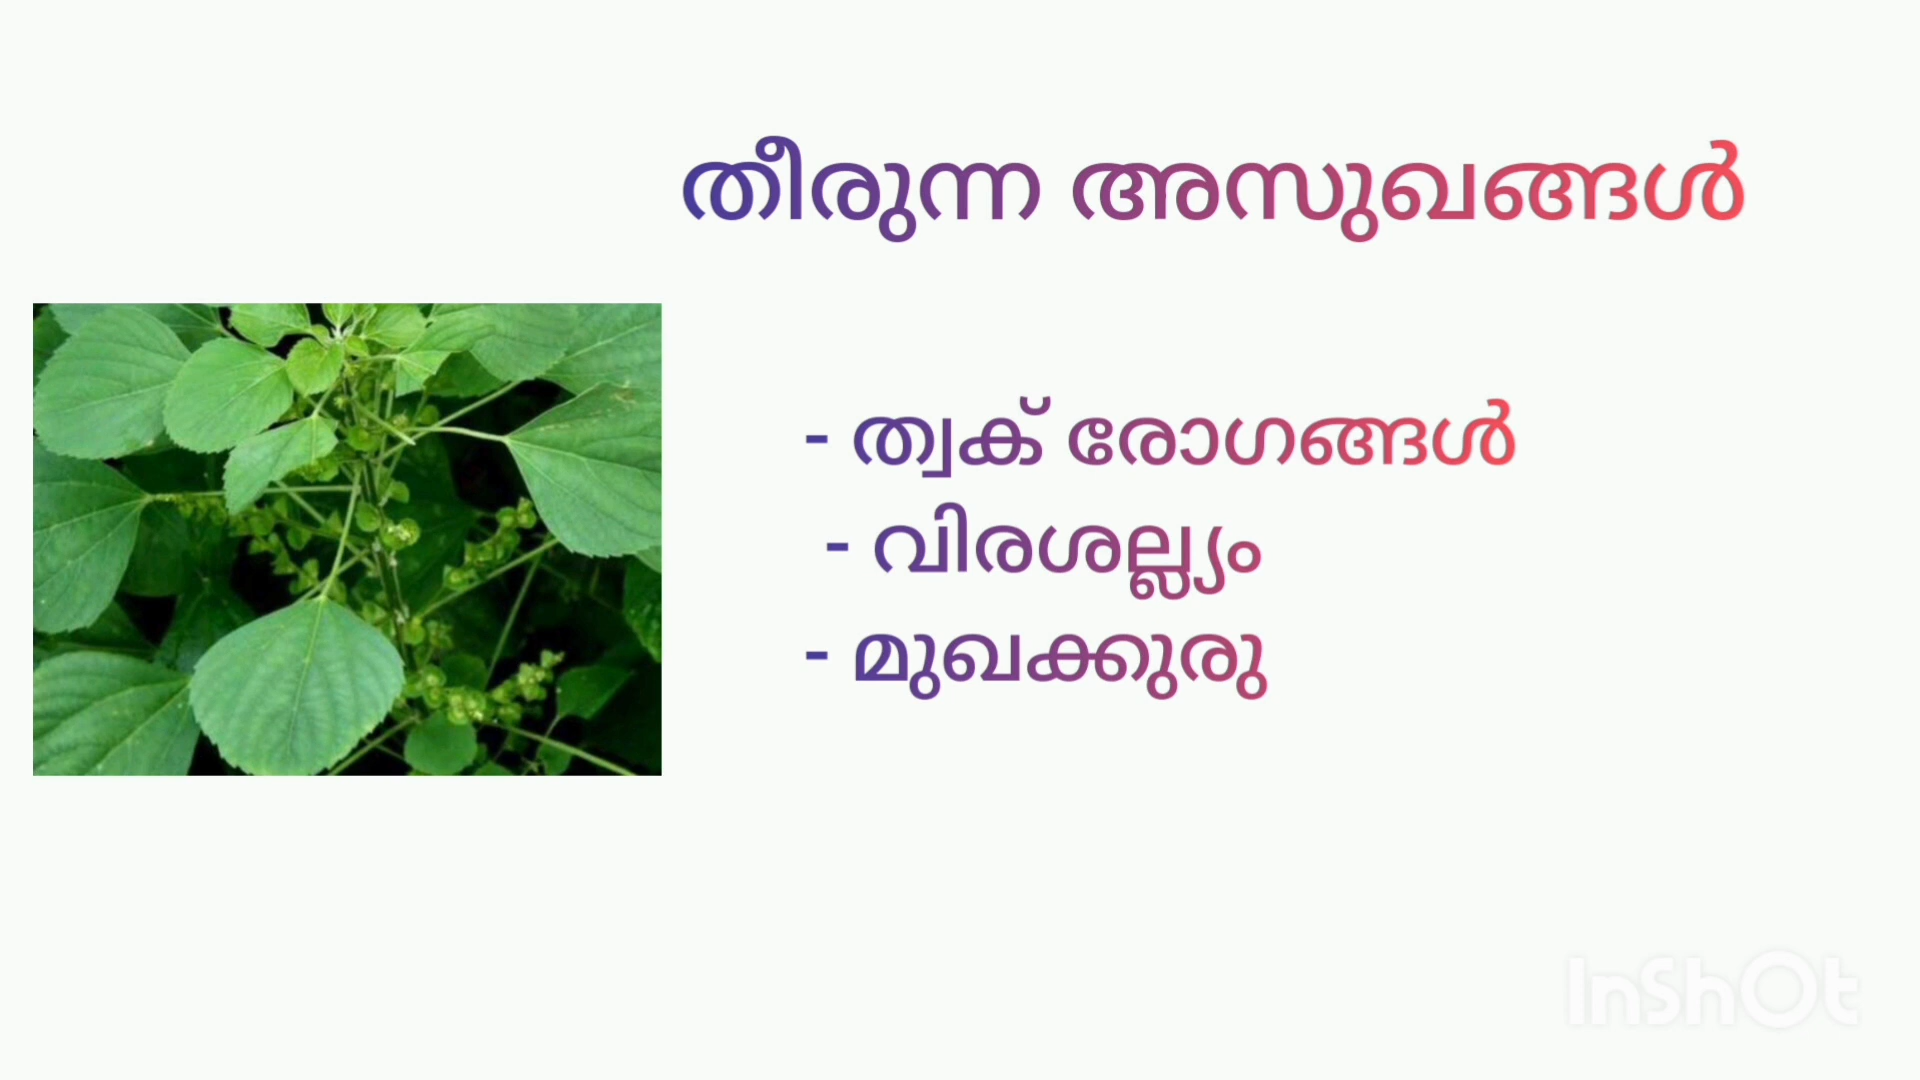 തീരുന്ന അസുഖങ്ങൾ
- ത്വക് രോഗങ്ങൾ
- വിരശല്ല്യം
- മുഖക്കുരു
InShOt